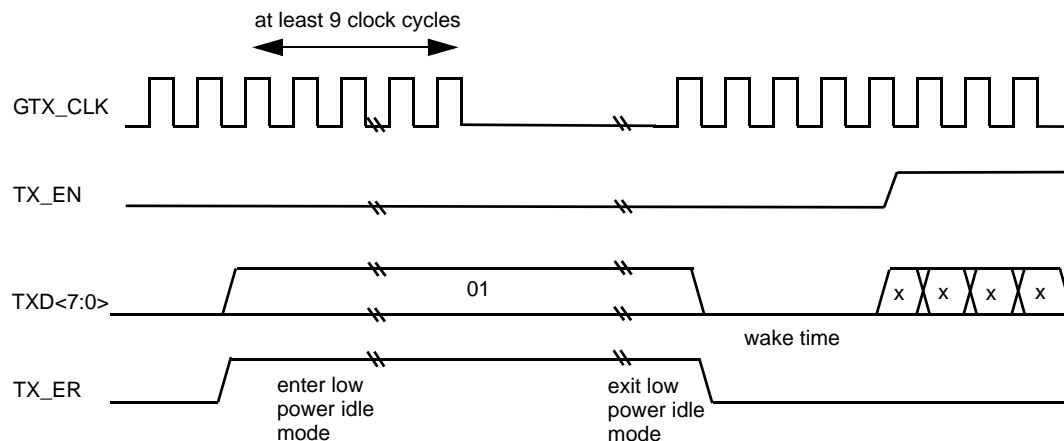 at least 9 clock cycles
GTX_CLK
TX_EN
TXD<7:0>
01
x x x x
wake time
TX_ER
enter low
power idle
mode
exit low
power idle
mode